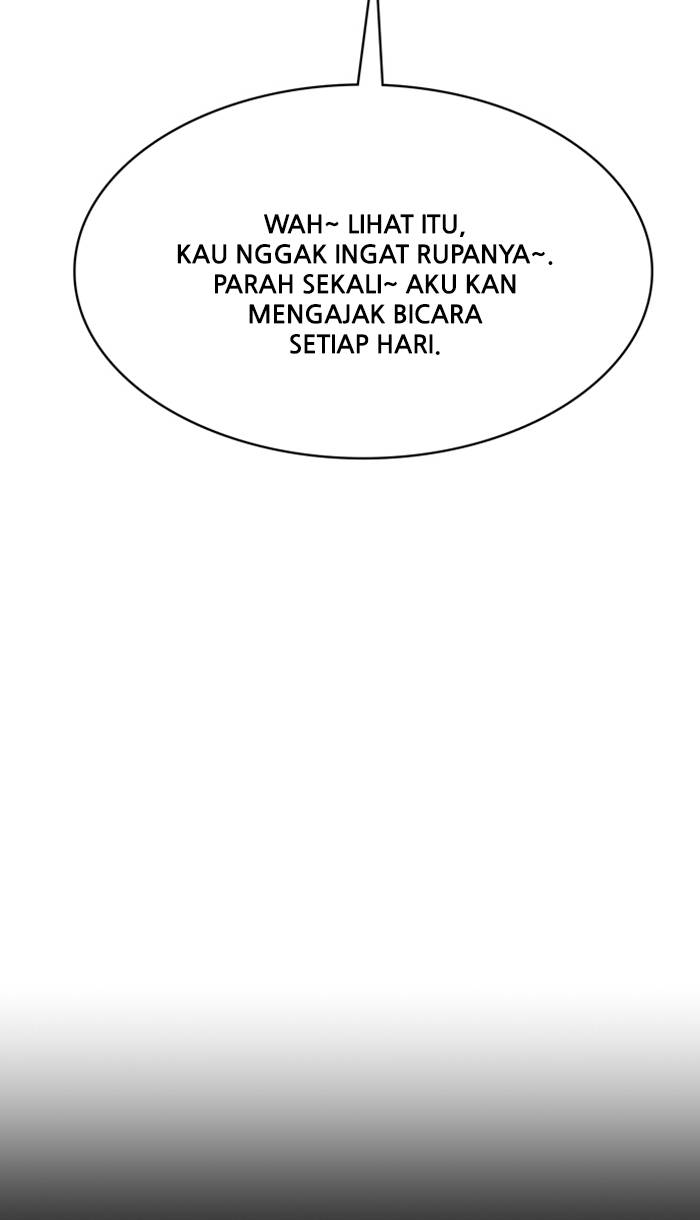 WAH~ LIHAT ITU,
KAU NGGAK INGAT RUPANYA~.
PARAH SEKALI~ AKU KAN
MENGAJAK BICARA
SETIAP HARI.